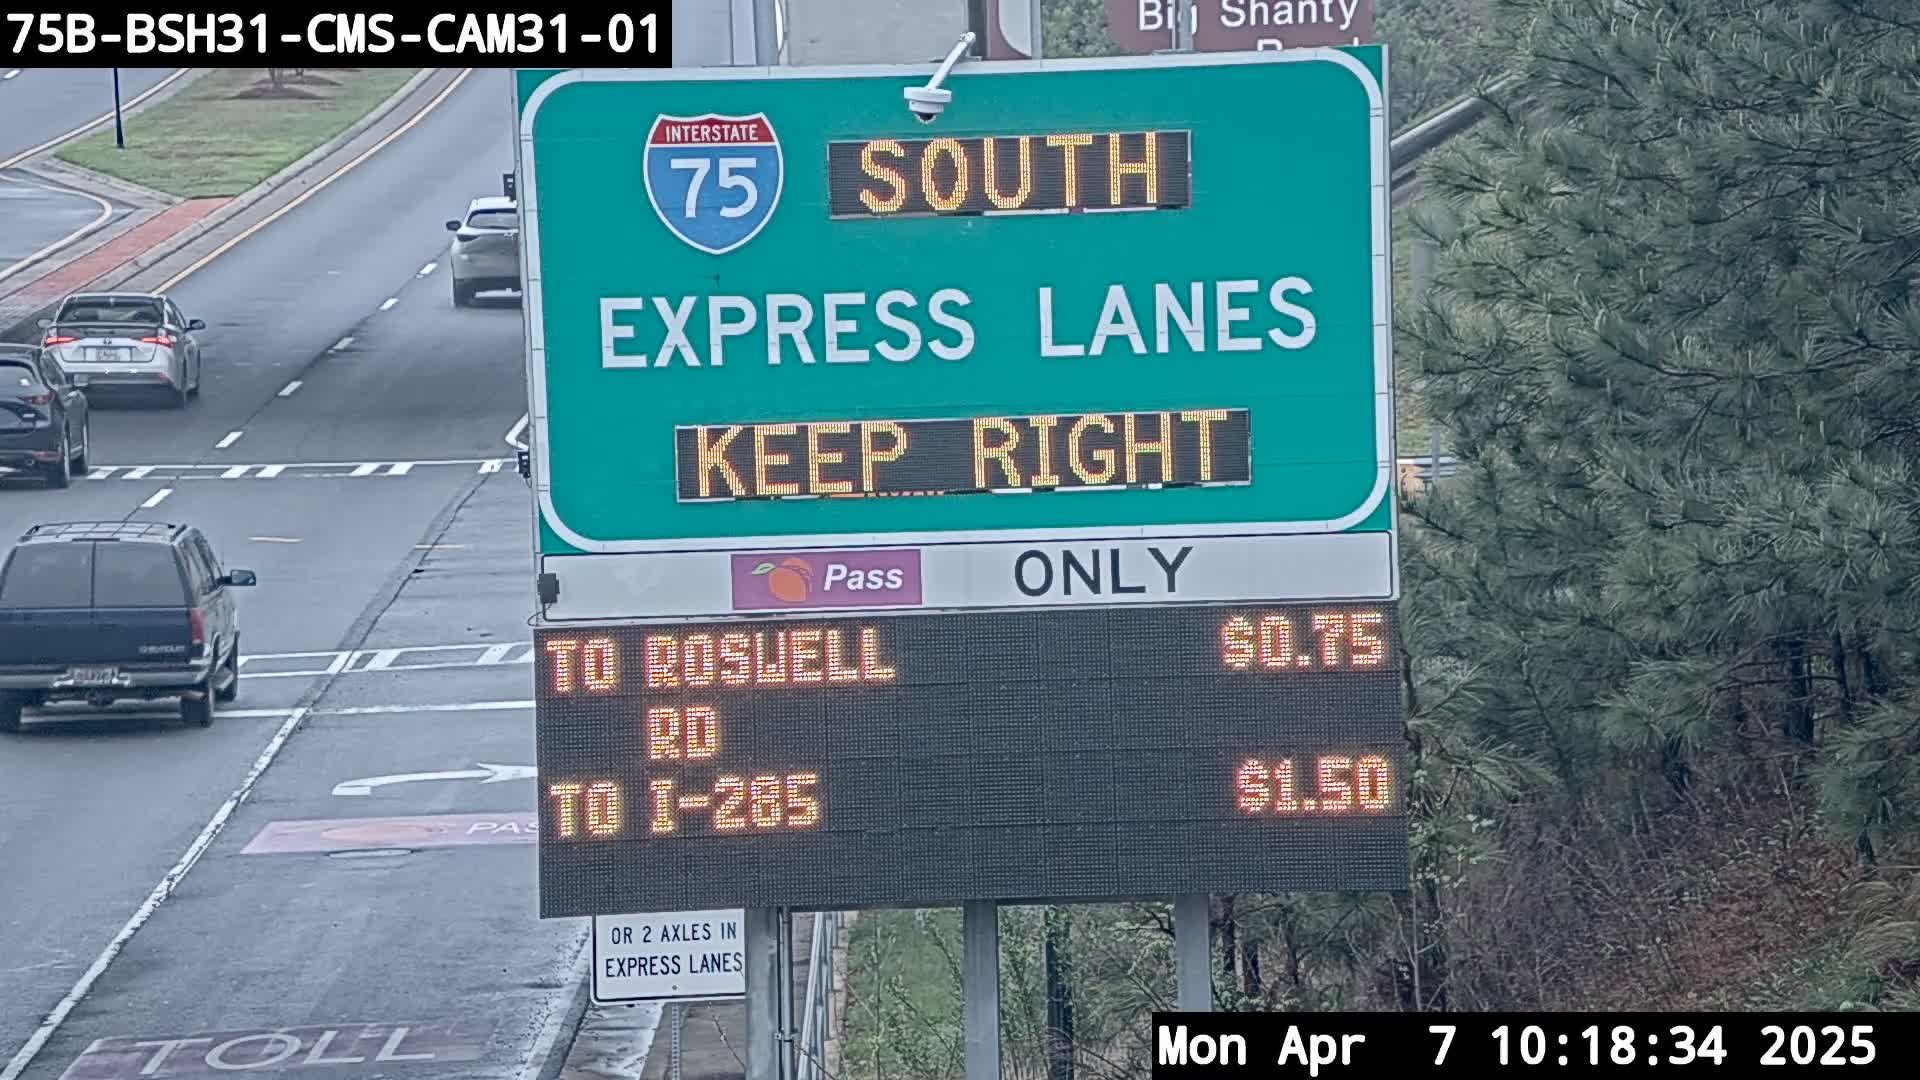 75B-BSH31-CMS-CAM31-01
Big Shanty
INTERSTATE
75
SOUTH
EXPRESS LANES
KEEP RIGHT
Pass
ONLY
TO ROSWELL $0.75
RD
TO I-285 $1.50
OR 2 AXLES IN
EXPRESS LANES
TOLL
Mon Apr 7 10:18:34 2025